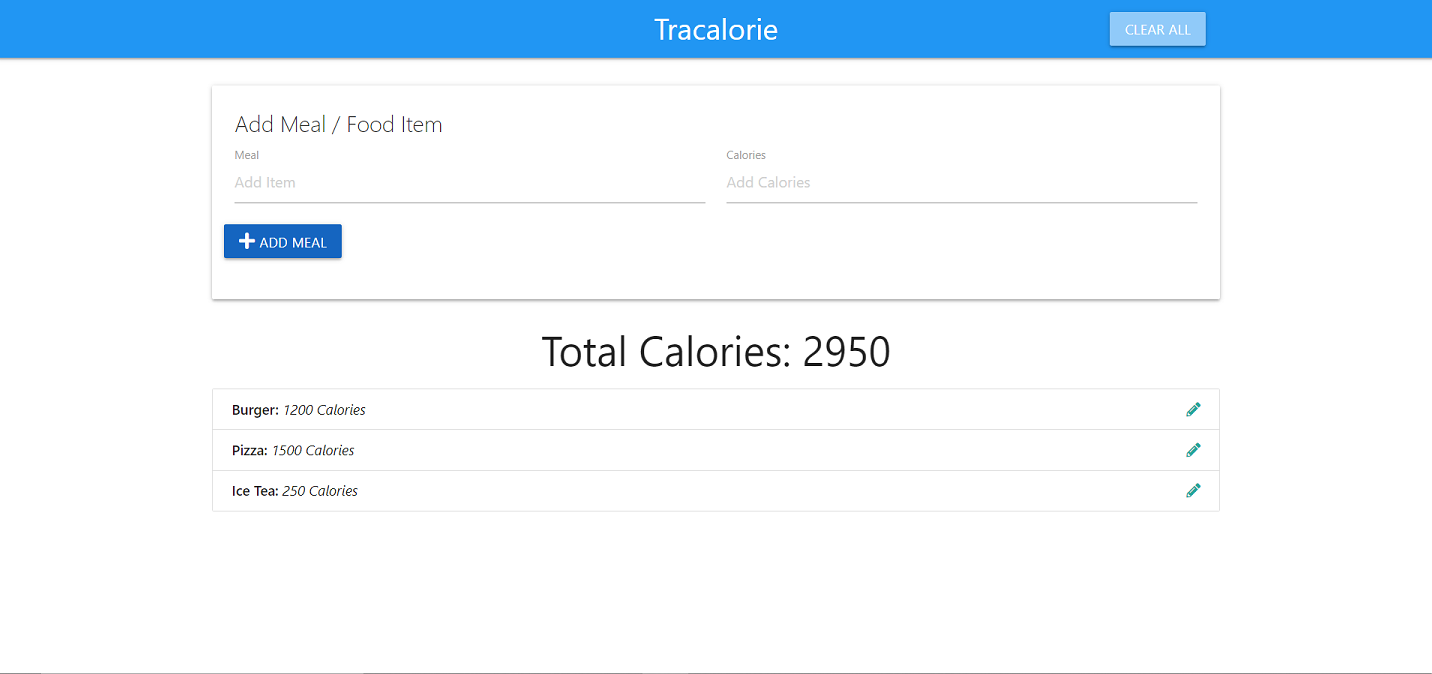 Tracalorie
CLEAR ALL
Add Meal / Food Item
Meal
Calories
Add Item
Add Calories
ADD MEAL
Total Calories: 2950
Burger: 1200 Calories
Pizza: 1500 Calories
Ice Tea: 250 Calories